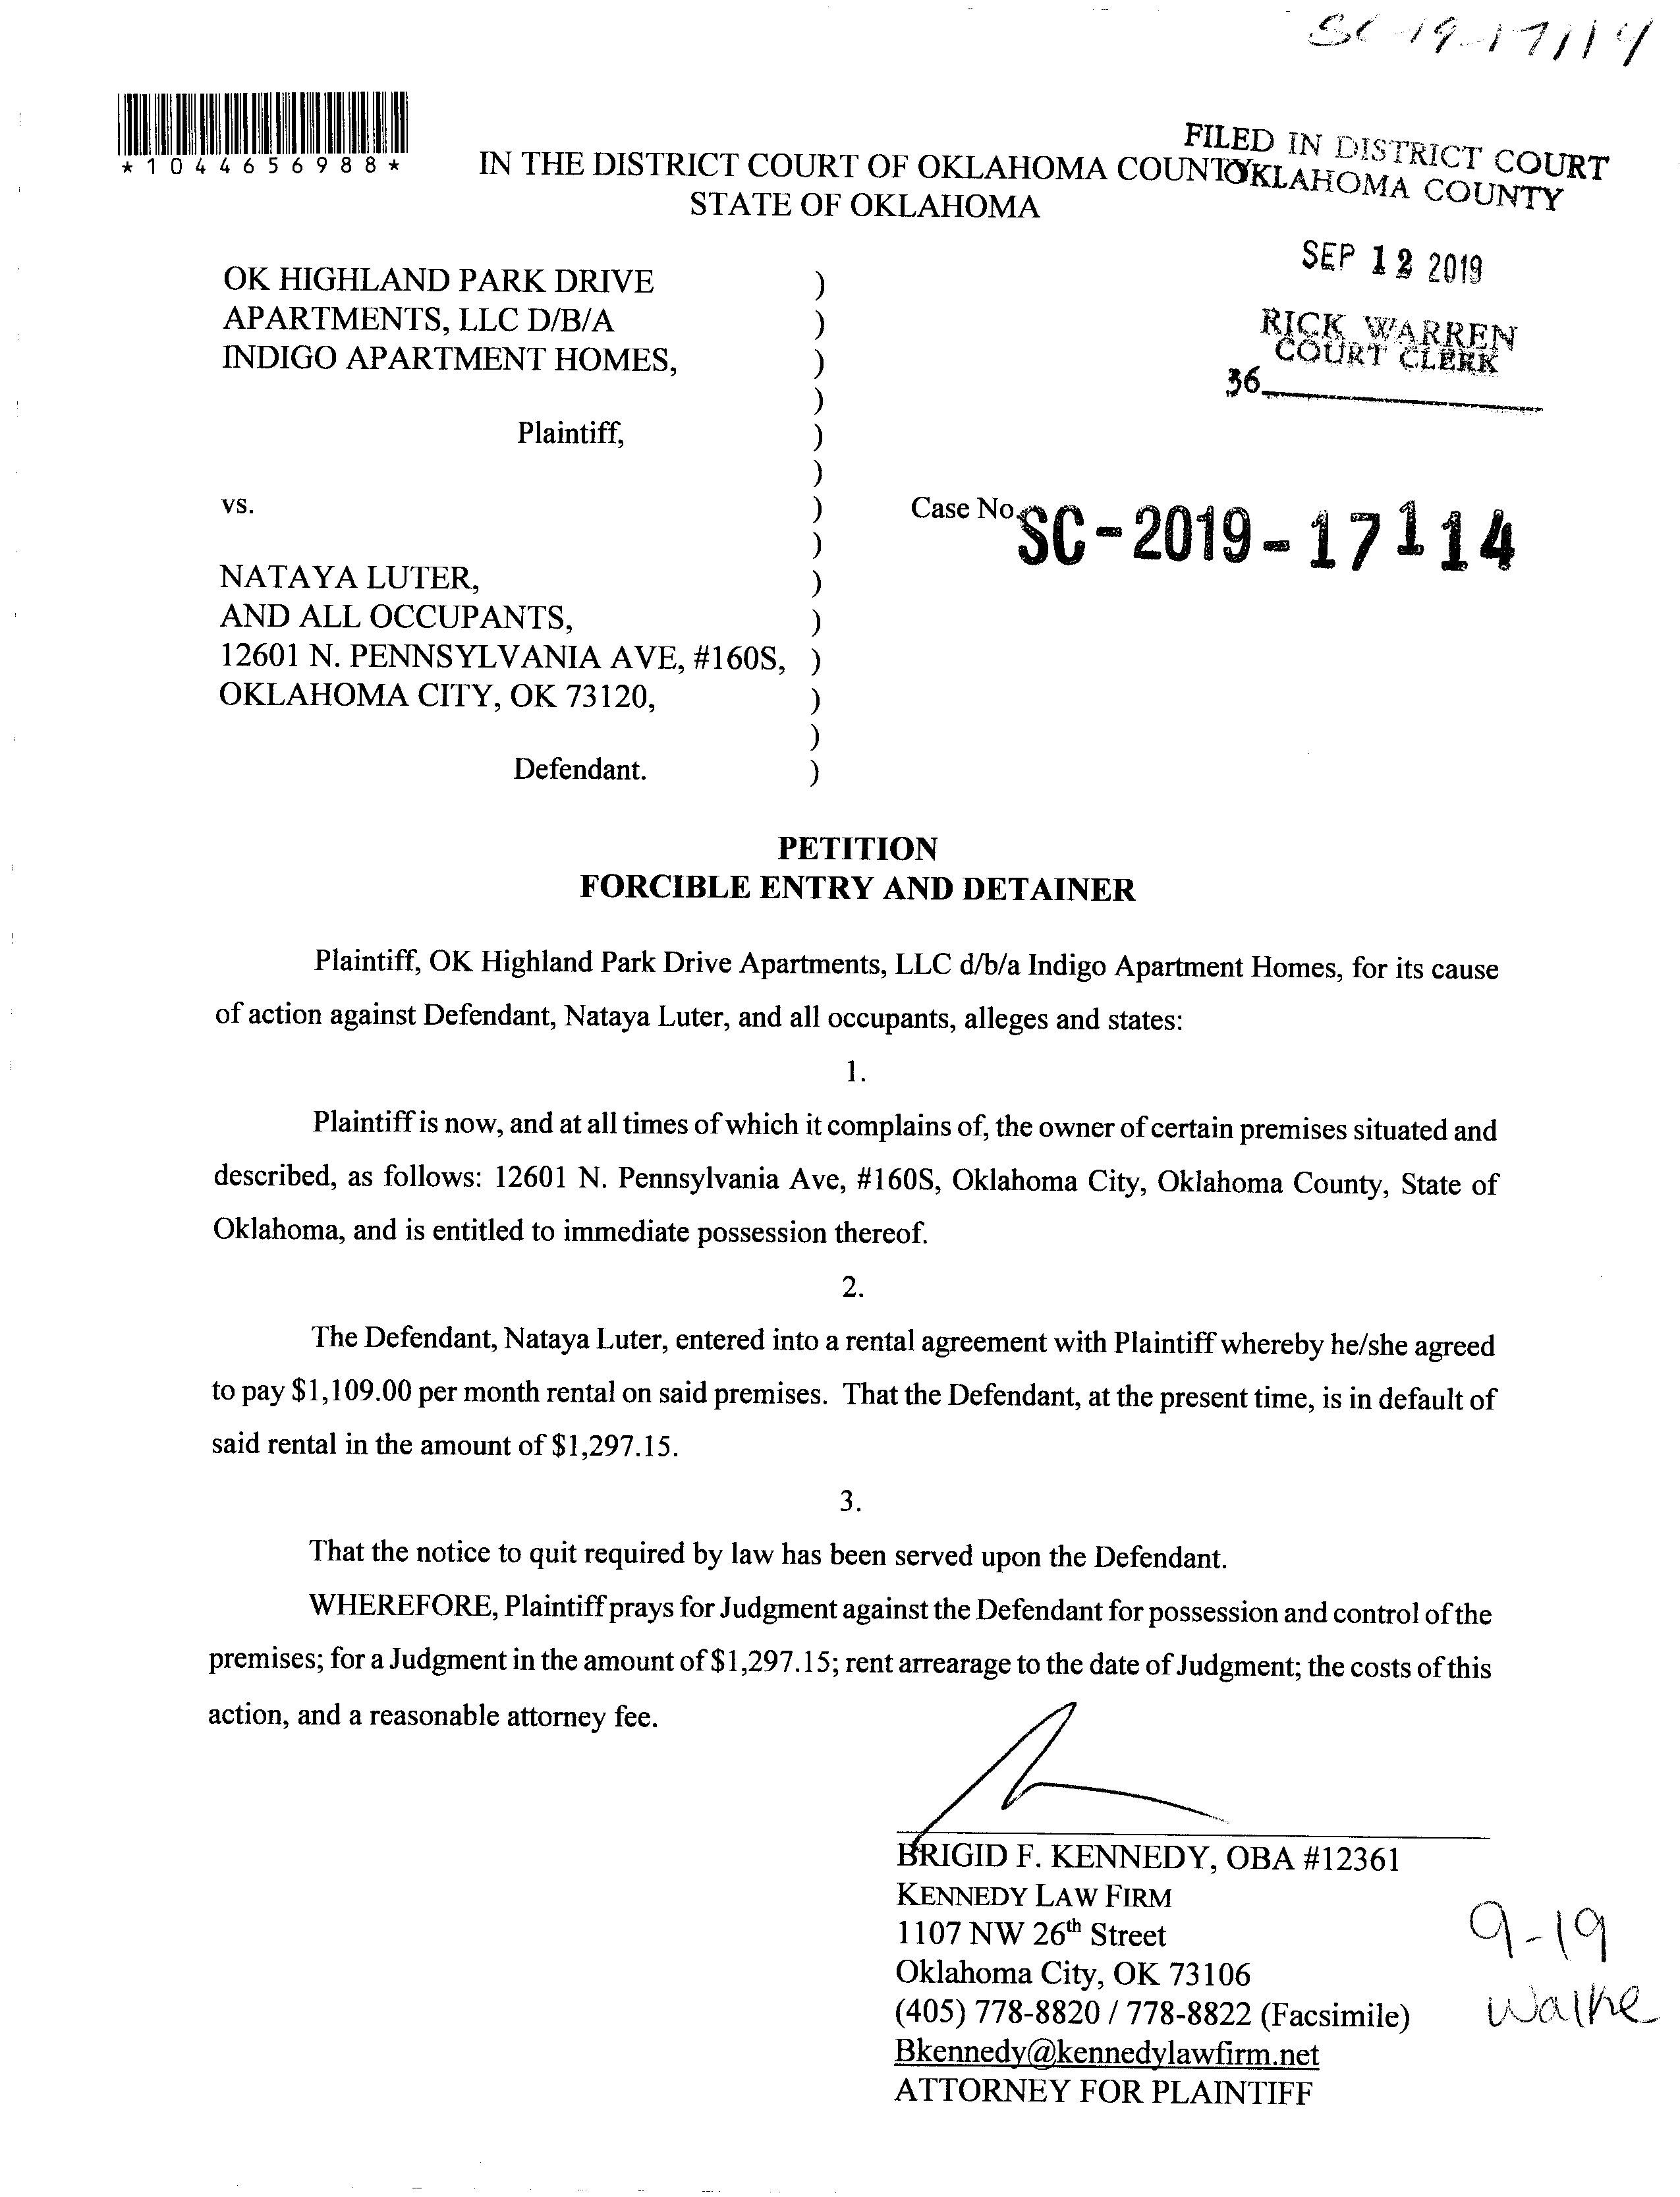 SC-19-17114
*1044656988*
FILED IN DISTRICT COURT
OKLAHOMA COUNTY
IN THE DISTRICT COURT OF OKLAHOMA COUNTY
STATE OF OKLAHOMA
SEP 12 2019
RICK WARREN
COURT CLERK
36
OK HIGHLAND PARK DRIVE )
APARTMENTS, LLC D/B/A )
INDIGO APARTMENT HOMES, )
)
Plaintiff, )
)
vs. ) Case No. SC-2019-17114
)
NATAYA LUTER, )
AND ALL OCCUPANTS, )
12601 N. PENNSYLVANIA AVE, #160S, )
OKLAHOMA CITY, OK 73120, )
)
Defendant. )
PETITION
FORCIBLE ENTRY AND DETAINER
Plaintiff, OK Highland Park Drive Apartments, LLC d/b/a Indigo Apartment Homes, for its cause
of action against Defendant, Nataya Luter, and all occupants, alleges and states:
1.
Plaintiff is now, and at all times of which it complains of, the owner of certain premises situated and
described, as follows: 12601 N. Pennsylvania Ave, #160S, Oklahoma City, Oklahoma County, State of
Oklahoma, and is entitled to immediate possession thereof.
2.
The Defendant, Nataya Luter, entered into a rental agreement with Plaintiff whereby he/she agreed
to pay $1,109.00 per month rental on said premises. That the Defendant, at the present time, is in default of
said rental in the amount of $1,297.15.
3.
That the notice to quit required by law has been served upon the Defendant.
WHEREFORE, Plaintiff prays for Judgment against the Defendant for possession and control of the
premises; for a Judgment in the amount of $1,297.15; rent arrearage to the date of Judgment; the costs of this
action, and a reasonable attorney fee.
BRIGID F. KENNEDY, OBA #12361
KENNEDY LAW FIRM
1107 NW 26th Street
Oklahoma City, OK 73106
(405) 778-8820 / 778-8822 (Facsimile)
Bkennedy@kennedylawfirm.net
ATTORNEY FOR PLAINTIFF
9-19
Walke